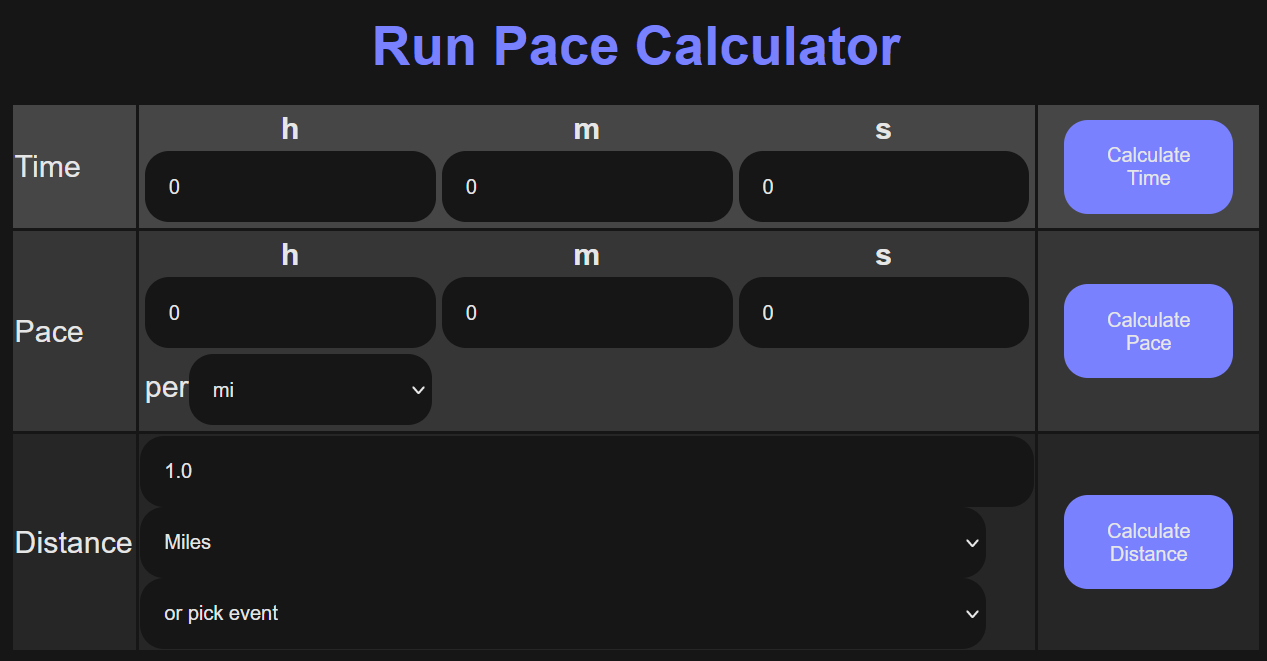 Run Pace Calculator
h m s
Time
0 0 0
Calculate
Time
h m s
0 0 0
Pace
per mi
Calculate
Pace
1.0
Distance
Miles
or pick event
Calculate
Distance